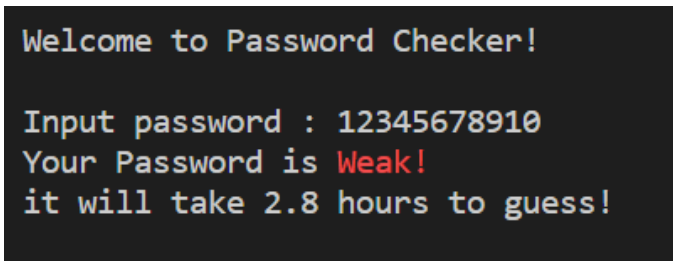 Welcome to Password Checker!
Input password : 12345678910
Your Password is Weak!
it will take 2.8 hours to guess!